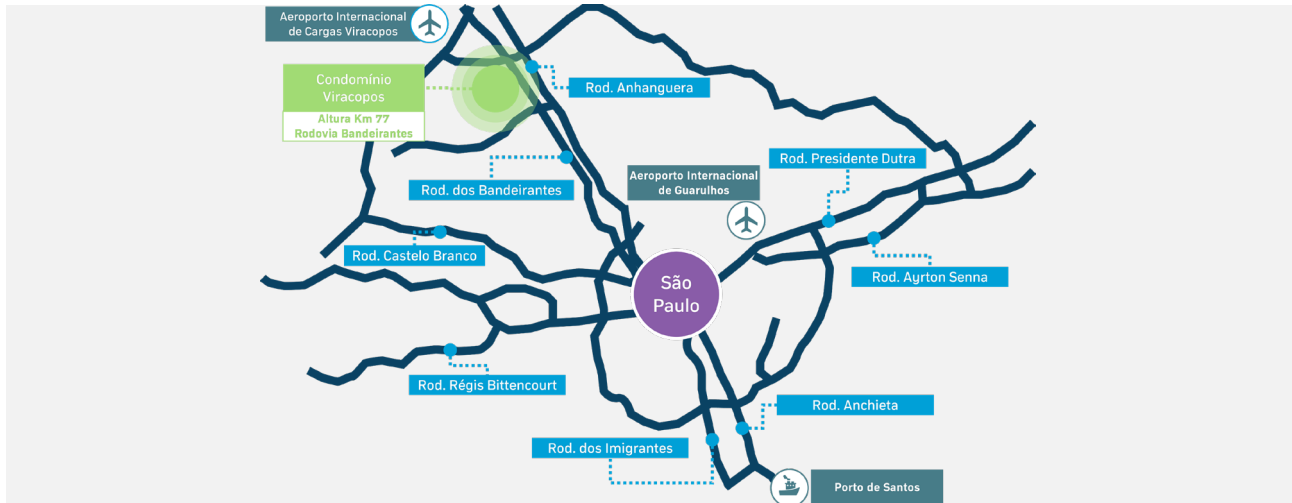 Aeroporto Internacional
de Cargas Viracopos
Condomínio
Viracopos
Altura Km 77
Rodovia Bandeirantes
Rod. Anhanguera
Rod. dos Bandeirantes
Aeroporto Internacional
de Guarulhos
Rod. Presidente Dutra
Rod. Castelo Branco
Rod. Ayrton Senna
São
Paulo
Rod. Régis Bittencourt
Rod. Anchieta
Rod. dos Imigrantes
Porto de Santos